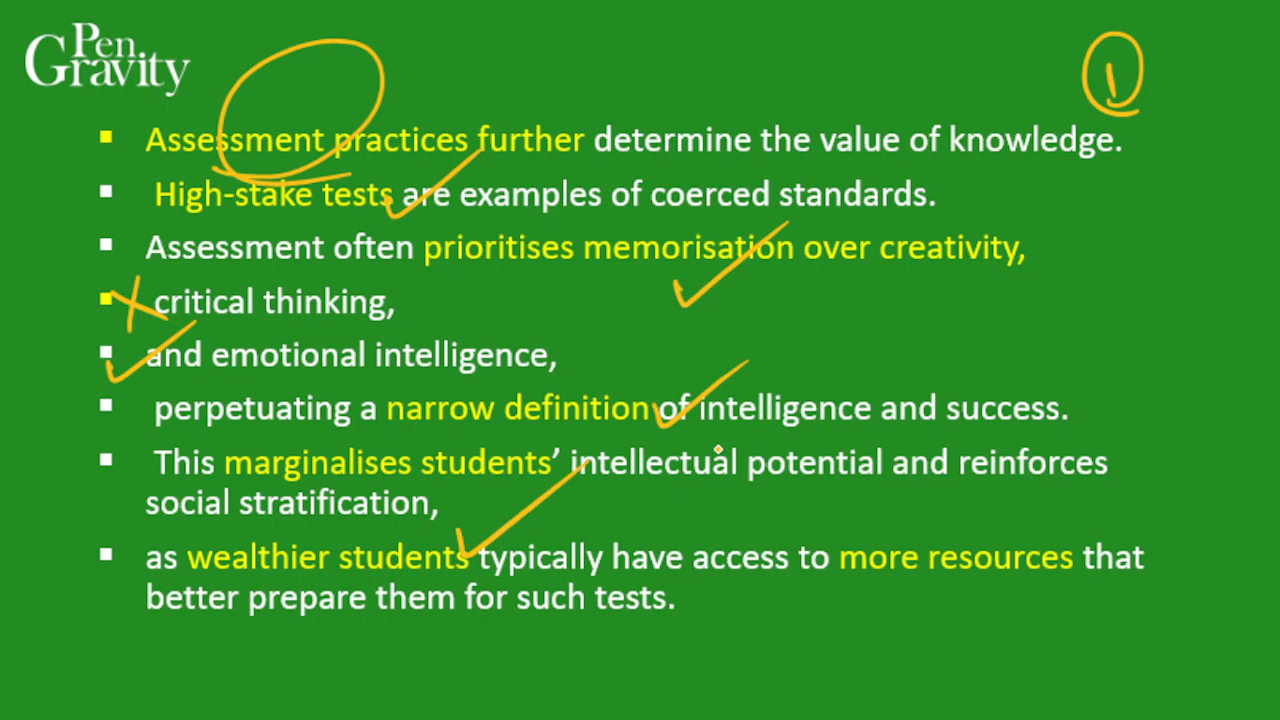 Pen
Gravity
1
Assessment practices further determine the value of knowledge.
High-stake tests are examples of coerced standards.
Assessment often prioritises memorisation over creativity,
critical thinking,
and emotional intelligence,
perpetuating a narrow definition of intelligence and success.
This marginalises students’ intellectual potential and reinforces
social stratification,
as wealthier students typically have access to more resources that
better prepare them for such tests.